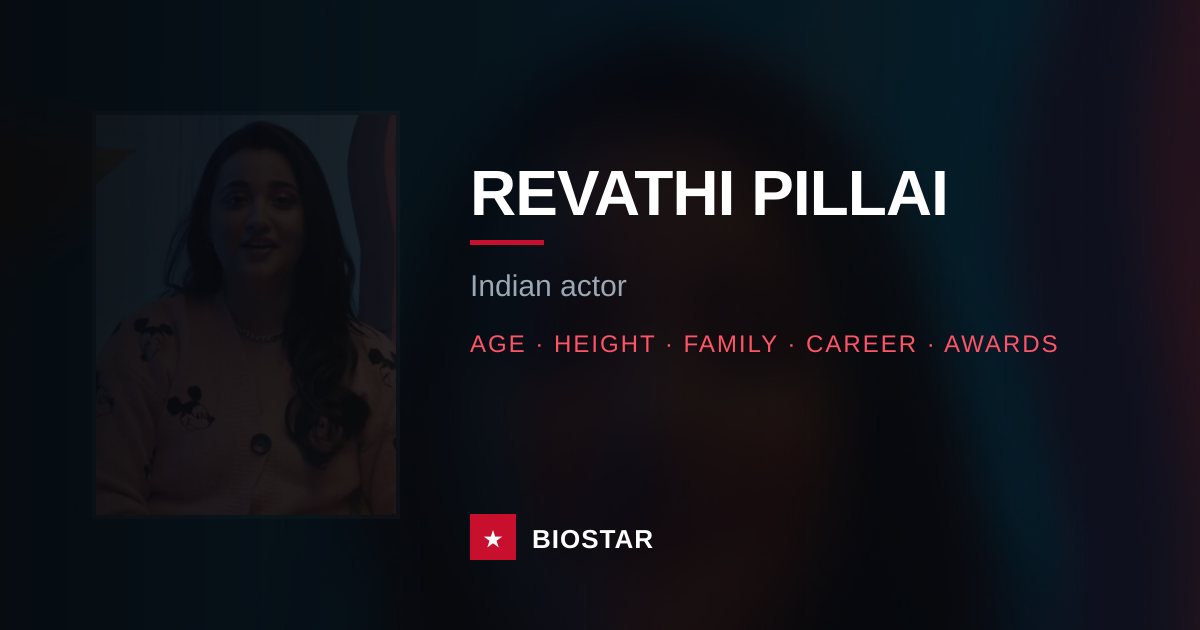 REVATHI PILLAI
Indian actor
AGE · HEIGHT · FAMILY · CAREER · AWARDS
BIOSTAR